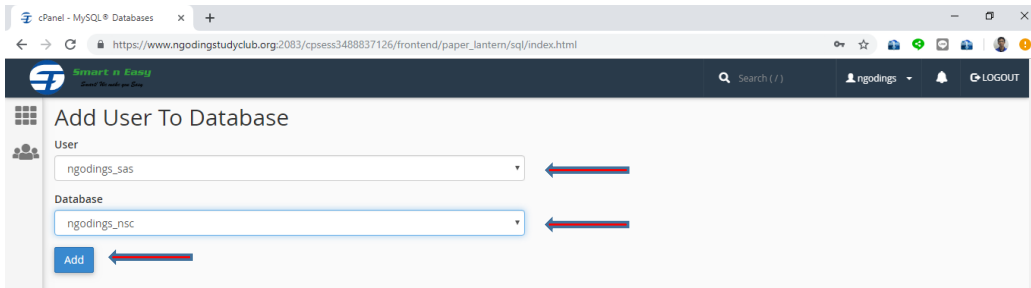 cPanel - MySQL® Databases
https://www.ngodingstudyclub.org:2083/cpsess3488837126/frontend/paper_lantern/sql/index.html
Smart n Easy
Search ( / )
ngodings
LOGOUT
Add User To Database
User
ngodings_sas
Database
ngodings_nsc
Add